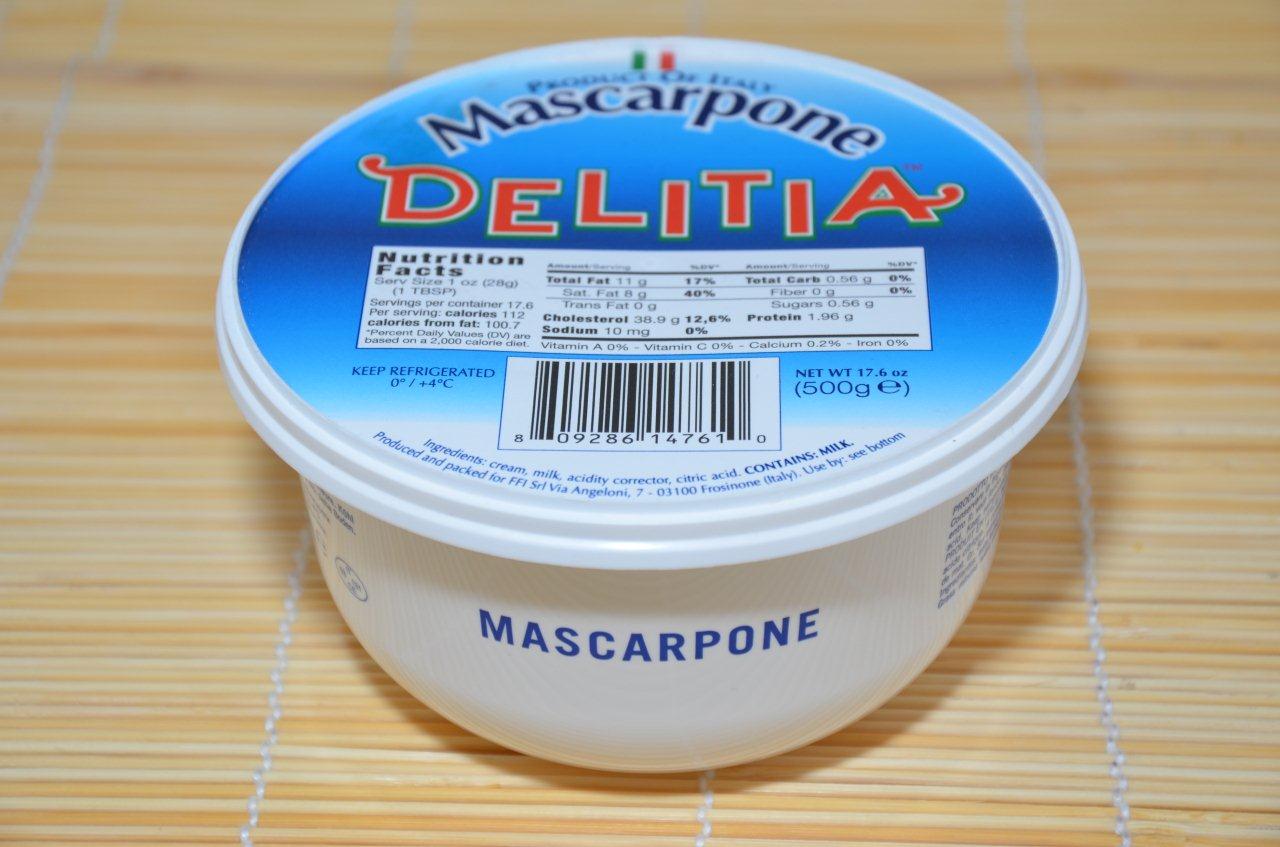 PRODUCT OF ITALY
Mascarpone
DELITIA™
Nutrition
Facts
Serv Size 1 oz (28g)
(1 TBSP)
Servings per container 17.6
Per serving: calories 112
calories from fat: 100.7
*Percent Daily Values (DV) are
based on a 2,000 calorie diet.
Amount/Serving %DV*
Total Fat 11 g 17%
Sat. Fat 8 g 40%
Trans Fat 0 g
Cholesterol 38.9 g 12,6%
Sodium 10 mg 0%
Amount/Serving %DV*
Total Carb 0.56 g 0%
Fiber 0 g 0%
Sugars 0.56 g
Protein 1.96 g
Vitamin A 0% - Vitamin C 0% - Calcium 0.2% - Iron 0%
KEEP REFRIGERATED
0° / +4°C
8 09286 14761 0
NET WT 17.6 oz
(500g ℮)
Ingredients: cream, milk, acidity corrector, citric acid. CONTAINS: MILK.
Produced and packed for FFI Srl Via Angeloni, 7 - 03100 Frosinone (Italy). Use by: see bottom
MASCARPONE